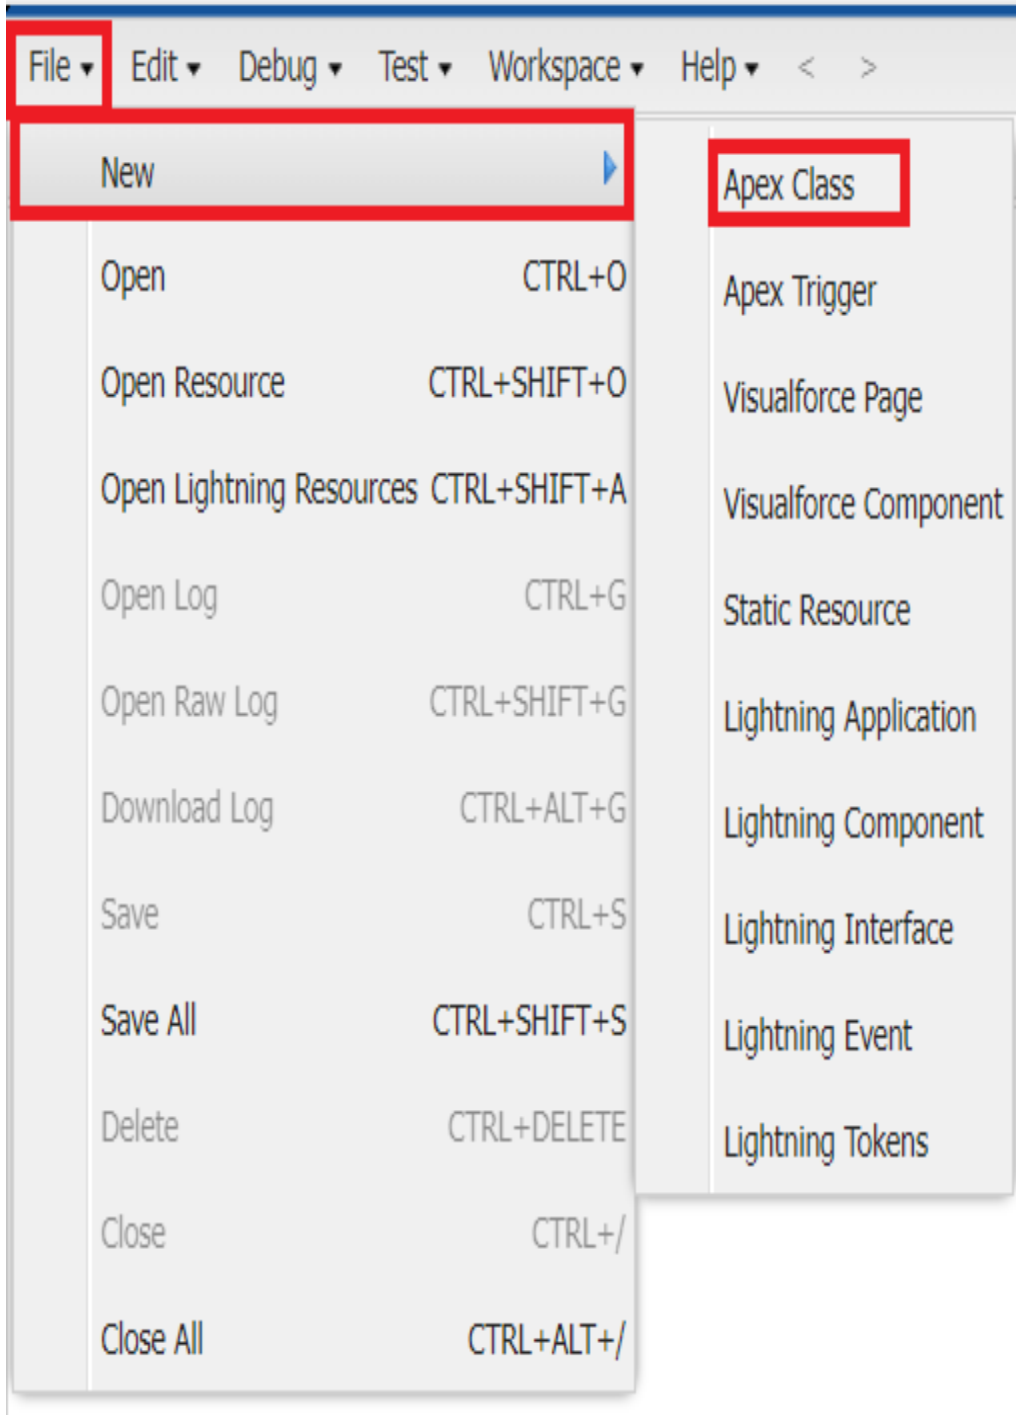 File ▾ Edit ▾ Debug ▾ Test ▾ Workspace ▾ Help ▾ < >
New
Open CTRL+O
Open Resource CTRL+SHIFT+O
Open Lightning Resources CTRL+SHIFT+A
Open Log CTRL+G
Open Raw Log CTRL+SHIFT+G
Download Log CTRL+ALT+G
Save CTRL+S
Save All CTRL+SHIFT+S
Delete CTRL+DELETE
Close CTRL+/
Close All CTRL+ALT+/
Apex Class
Apex Trigger
Visualforce Page
Visualforce Component
Static Resource
Lightning Application
Lightning Component
Lightning Interface
Lightning Event
Lightning Tokens